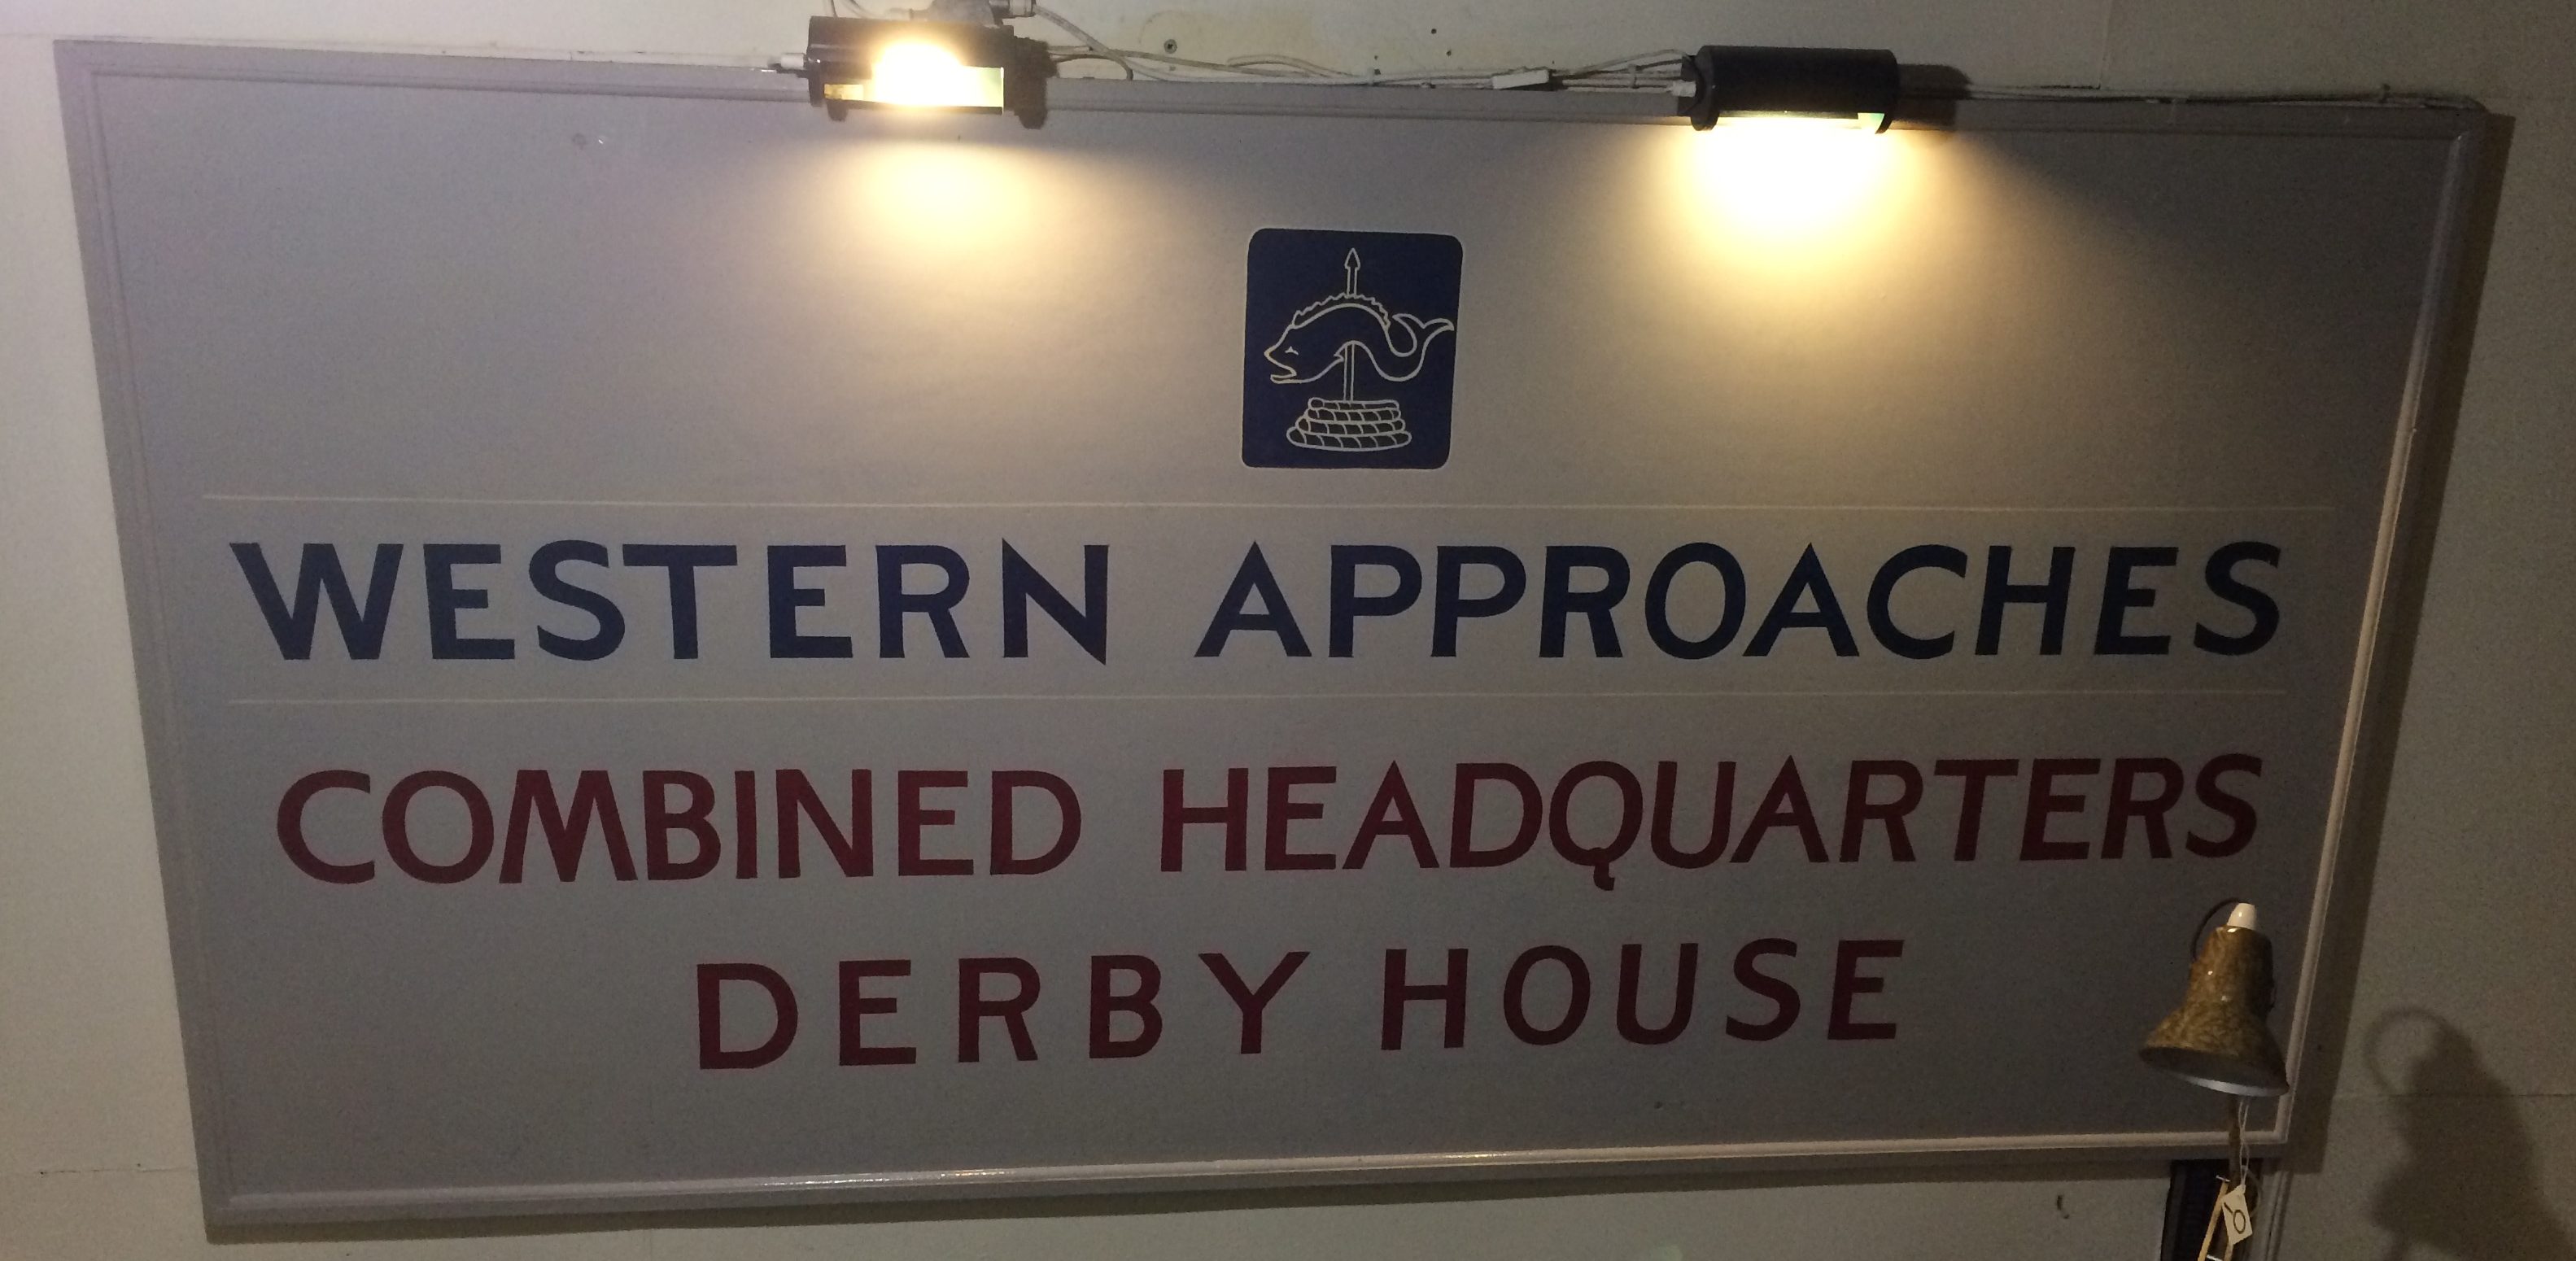 WESTERN APPROACHES
COMBINED HEADQUARTERS
DERBY HOUSE